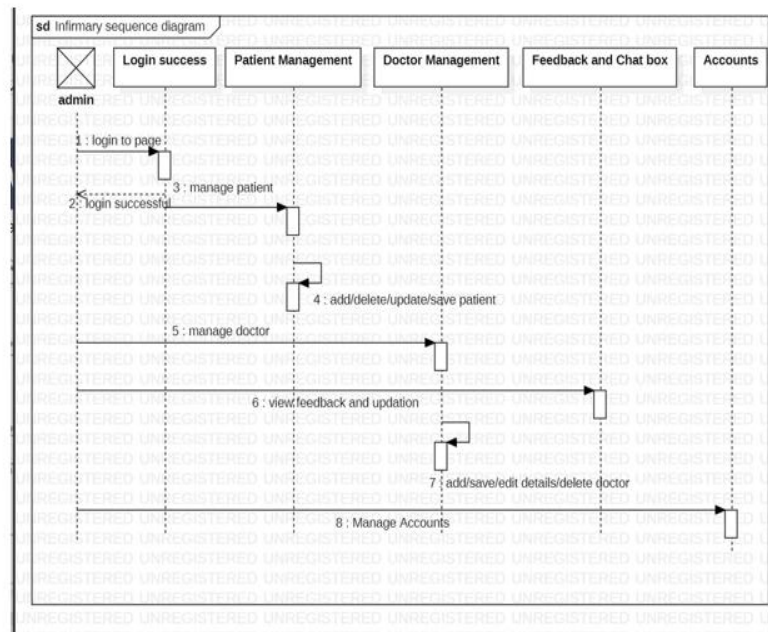 sd Infirmary sequence diagram
Login success
Patient Management
Doctor Management
Feedback and Chat box
Accounts
admin
1 : login to page
3 : manage patient
2 : login successful
4 : add/delete/update/save patient
5 : manage doctor
6 : view feedback and updation
7 : add/save/edit details/delete doctor
8 : Manage Accounts
UNREGISTERED